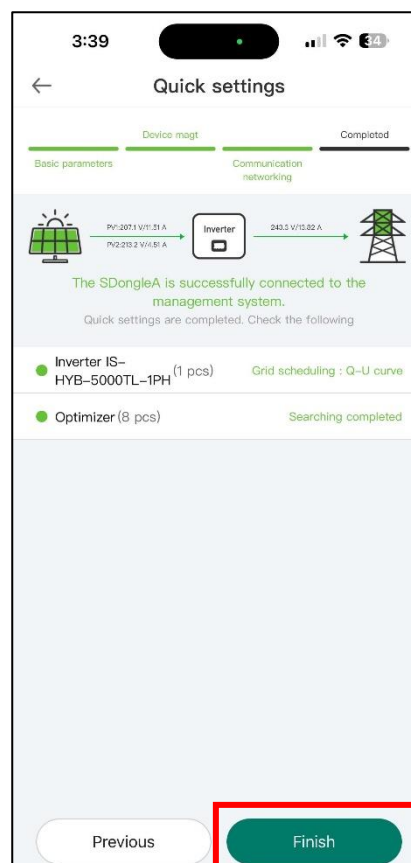 3:39
34
Quick settings
Device magt
Completed
Basic parameters
Communication
networking
PV1:207.1 V/11.51 A
PV2:213.2 V/4.51 A
Inverter
243.3 V/13.82 A
The SDongleA is successfully connected to the
management system.
Quick settings are completed. Check the following
Inverter IS-
HYB-5000TL-1PH (1 pcs)
Grid scheduling : Q-U curve
Optimizer (8 pcs)
Searching completed
Previous
Finish